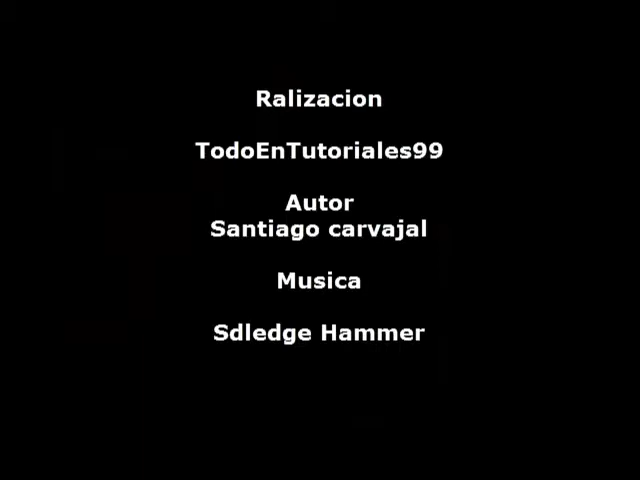 Ralizacion
TodoEnTutoriales99
Autor
Santiago carvajal
Musica
Sdledge Hammer